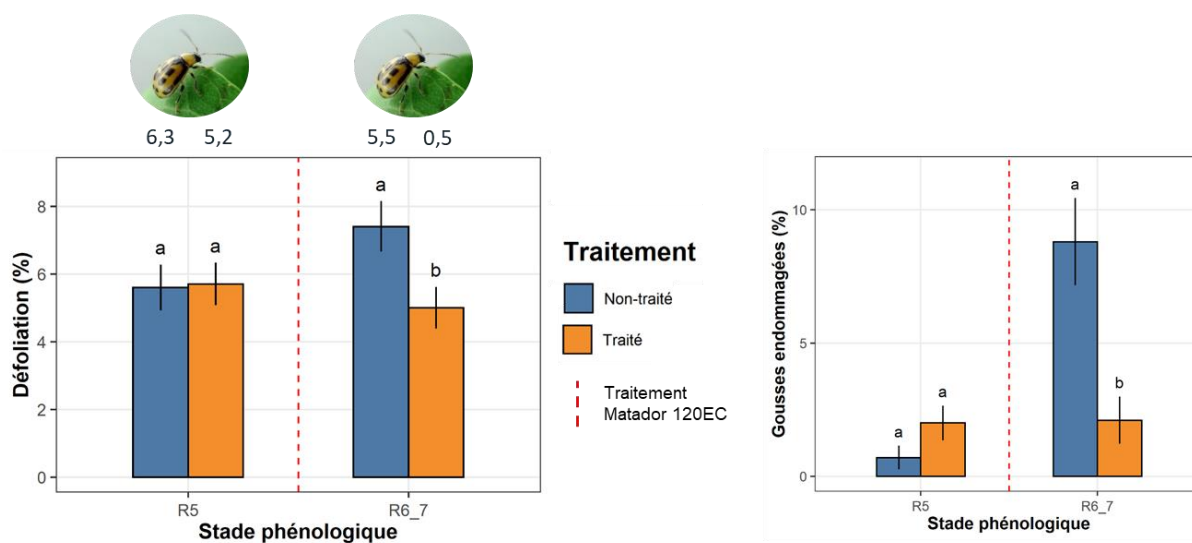 6,3 5,2 5,5 0,5
8
6
4
2
0
Défoliation (%)
a a a b
R5 R6_7
Stade phénologique
Traitement
Non-traité
Traité
Traitement
Matador 120EC
10
5
0
Gousses endommagées (%)
a a a b
R5 R6_7
Stade phénologique